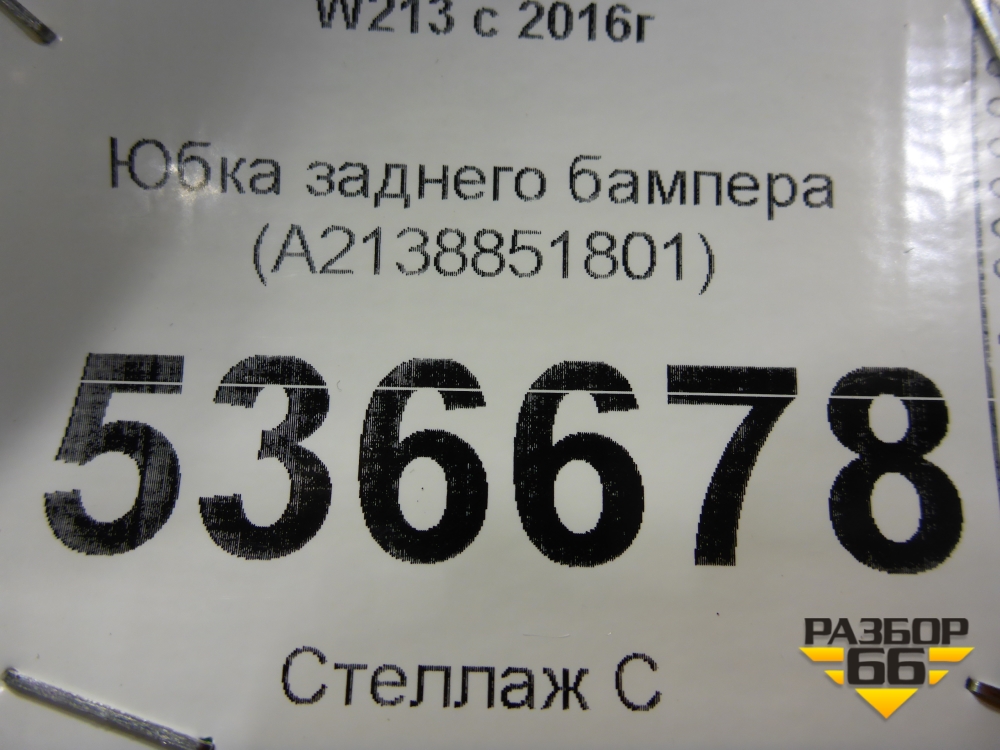 W213 с 2016г
Юбка заднего бампера
(A2138851801)
536678
Стеллаж С
РАЗБОР
66